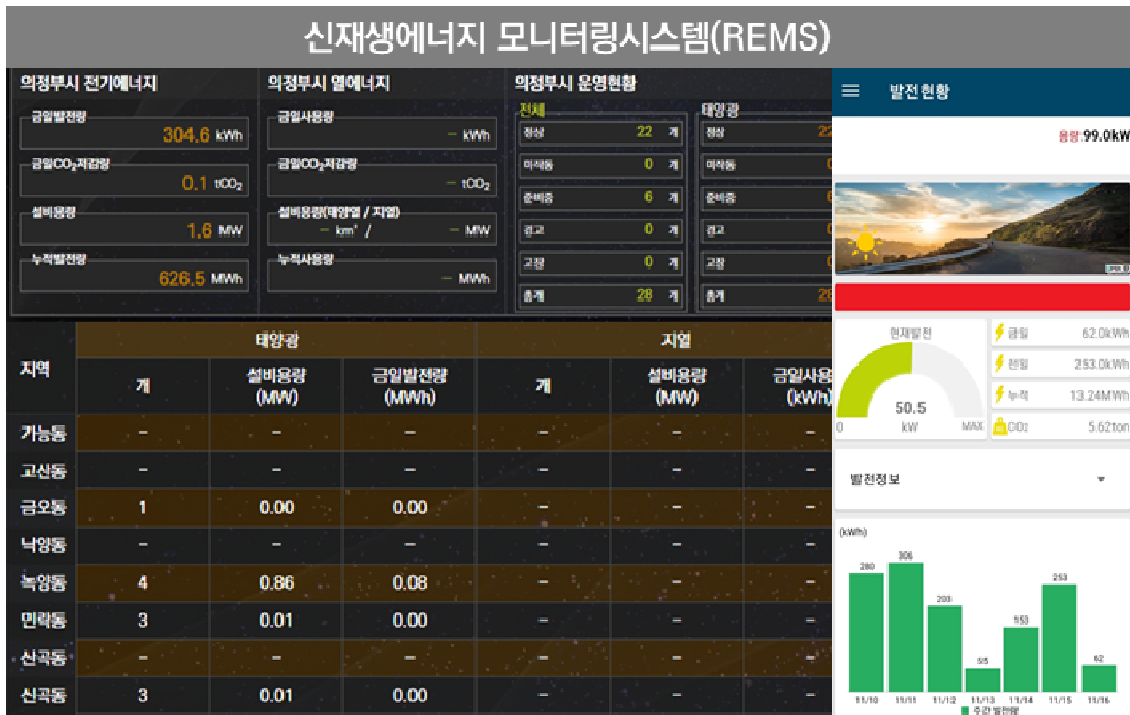 신재생에너지 모니터링시스템(REMS)
의정부시 전기에너지
금일발전량
304.6 kWh
금일CO₂저감량
0.1 tCO₂
설비용량
1.6 MW
누적발전량
626.5 MWh
의정부시 열에너지
금일사용량
- kWh
금일CO₂저감량
- tCO₂
설비용량(태양열 / 지열)
- km² / - MW
누적사용량
- MWh
의정부시 운영현황
전체
정상 22 개
미작동 0 개
준비중 6 개
경고 0 개
고장 0 개
총계 28 개
태양광
정상 22
미작동
준비중
경고
고장
총계 28
지역 태양광 지열
개 설비용량 (MW) 금일발전량 (MWh) 개 설비용량 (MW) 금일사용 (kWh)
가능동 - - - - - -
고산동 - - - - - -
금오동 1 0.00 0.00 - - -
낙양동 - - - - - -
녹양동 4 0.86 0.08 - - -
민락동 3 0.01 0.00 - - -
신곡동 - - - - - -
신곡동 3 0.01 0.00 - - -
발전현황
용량:99.0kW
현재발전
50.5
kW
0 MAX
금일 62.0kWh
전일 253.0kWh
누적 13.24MWh
CO2 5.62ton
발전정보
(kWh)
280 306 200 55 153 253 62
11/10 11/11 11/12 11/13 11/14 11/15 11/16
주간 발전량